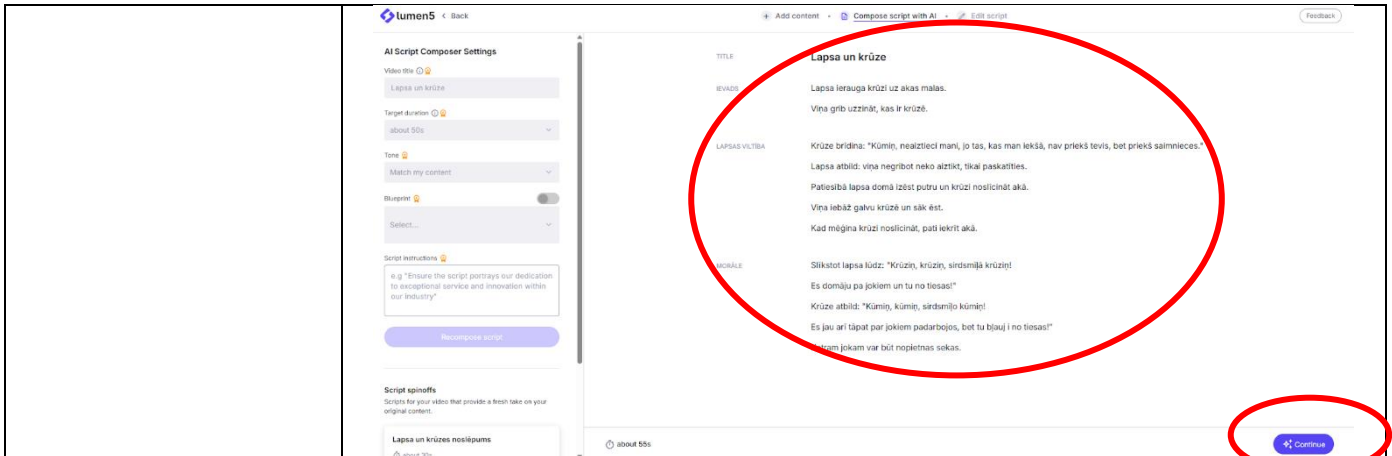 lumen5 < Back
+ Add content • Compose script with AI • Edit script
Feedback
AI Script Composer Settings
Video title
Lapsa un krūze
Target duration
about 50s
Tone
Match my content
Blueprint
Select...
Script instructions
e.g "Ensure the script portrays our dedication
to exceptional service and innovation within
our industry"
Recompose script
Script spinoffs
Scripts for your video that provide a fresh take on your
original content.
Lapsa un krūzes noslēpums
about 30s
TITLE
Lapsa un krūze
IEVADS
Lapsa ierauga krūzi uz akas malas.
Viņa grib uzzināt, kas ir krūzē.
LAPSAS VILTĪBA
Krūze brīdina: "Kūmiņ, neaiztieci mani, jo tas, kas man iekšā, nav priekš tevis, bet priekš saimnieces."
Lapsa atbild: viņa negribot neko aiztikt, tikai paskatīties.
Patiesībā lapsa domā izēst putru un krūzi noslīcināt akā.
Viņa iebāž galvu krūzē un sāk ēst.
Kad mēģina krūzi noslīcināt, pati iekrīt akā.
MORĀLE
Slīkstot lapsa lūdz: "Krūziņ, krūziņ, sirdsmīļā krūziņ!
Es domāju pa jokiem un tu no tiesas!"
Krūze atbild: "Kūmiņ, kūmiņ, sirdsmīļo kūmiņ!
Es jau arī tāpat par jokiem padarbojos, bet tu bļauj i no tiesas!"
jokam var būt nopietnas sekas.
about 55s
Continue